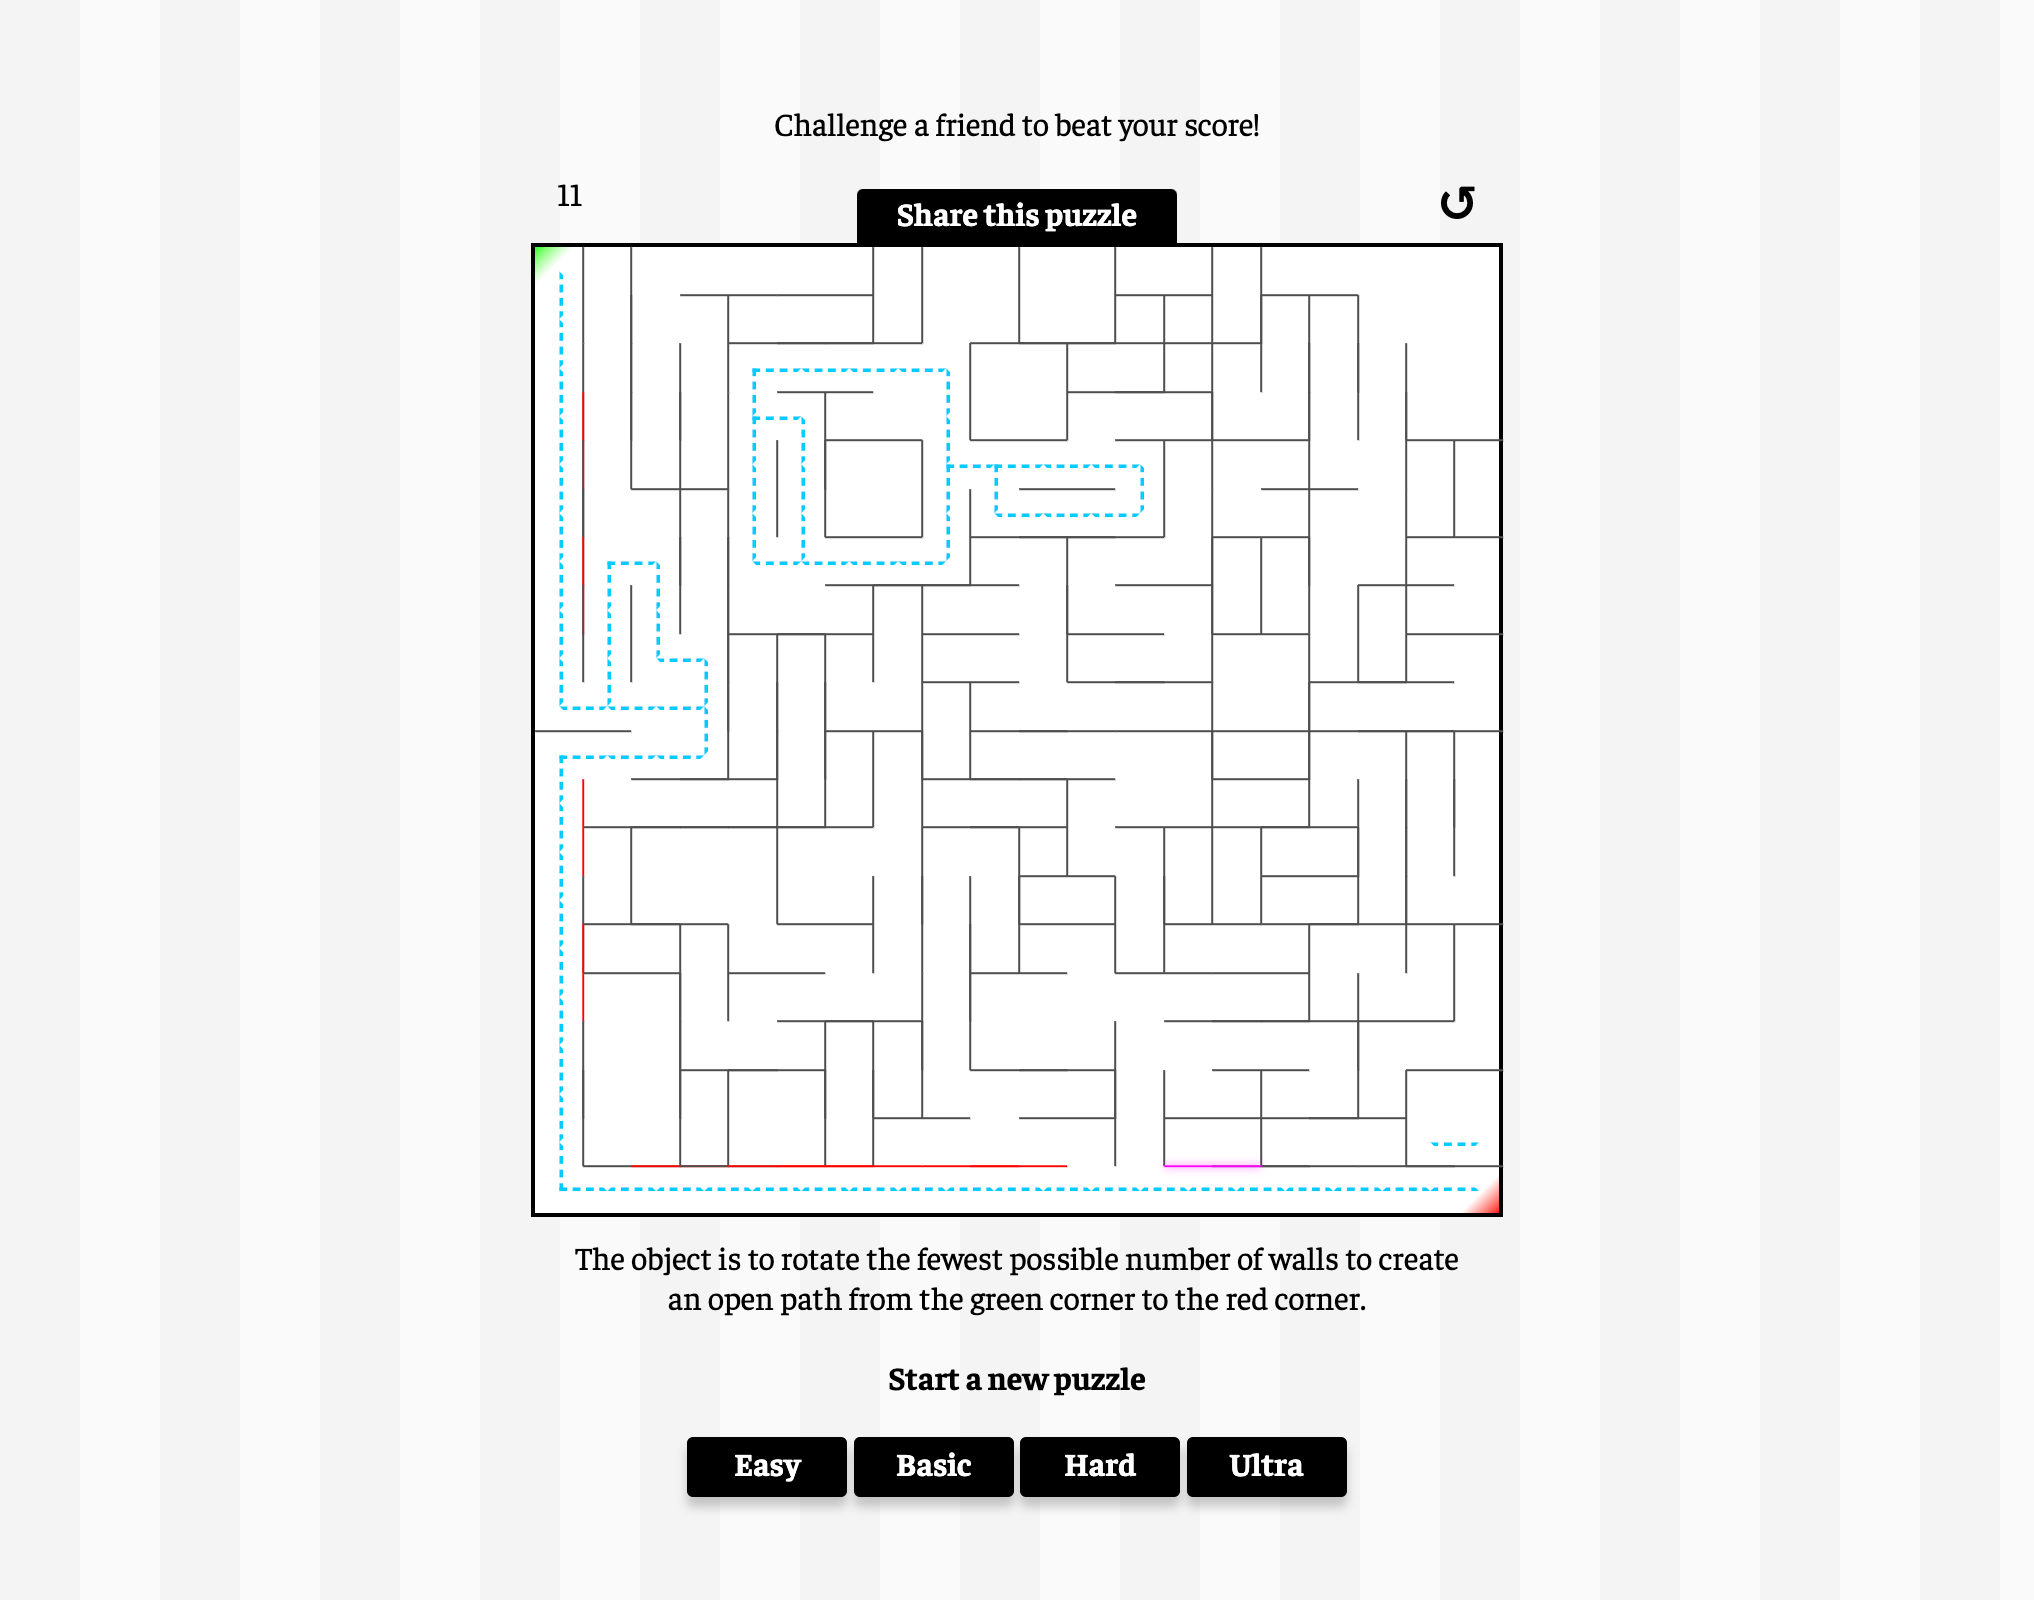 Challenge a friend to beat your score!
11
Share this puzzle
The object is to rotate the fewest possible number of walls to create
an open path from the green corner to the red corner.
Start a new puzzle
Easy Basic Hard Ultra